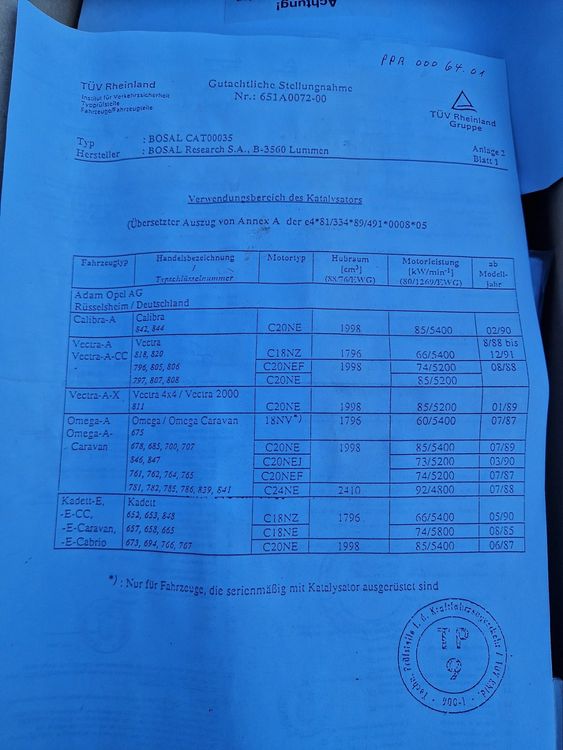 Achtung!
PPA 000 64.01
TÜV Rheinland
Institut für Verkehrssicherheit
Typprüfstelle
Fahrzeuge/Fahrzeugteile
Gutachtliche Stellungnahme
Nr.: 651A0072-00
TÜV Rheinland
Gruppe
Typ : BOSAL CAT00035
Hersteller : BOSAL Research S.A., B-3560 Lummen
Anlage 2
Blatt 1
Verwendungsbereich des Katalysators
(Übersetzter Auszug von Annex A der e4*81/334*89/491*0008*05
Fahrzeugtyp Handelsbezeichnung / Typschlüsselnummer Motortyp Hubraum [cm³] (88/76/EWG) Motorleistung [kW/min⁻¹] (80/1269/EWG) ab Modell-jahr
Adam Opel AG
Rüsselsheim / Deutschland
Calibra-A Calibra
842, 844 C20NE 1998 85/5400 02/90
Vectra-A Vectra 8/88 bis
Vectra-A-CC 818, 820 C18NZ 1796 66/5400 12/91
- 796, 805, 806 C20NEF 1998 74/5200 08/88
797, 807, 808 C20NE 85/5200
Vectra-A-X Vectra 4x4 / Vectra 2000
811 C20NE 1998 85/5200 01/89
Omega-A Omega / Omega Caravan 18NV*) 1796 60/5400 07/87
Omega-A- 675
Caravan 678, 685, 700, 707 C20NE 1998 85/5400 07/89
846, 847 C20NEJ 73/5200 03/90
761, 762, 764, 765 C20NEF 74/5200 07/87
781, 782, 785, 786, 839, 841 C24NE 2410 92/4800 07/88
Kadett-E, Kadett
-E-CC, 652, 653, 848 C18NZ 1796 66/5400 05/90
-E-Caravan, 657, 658, 665 C18NE 74/5800 08/85
-E-Cabrio 673, 694, 766, 767 C20NE 1998 85/5400 06/87
*) : Nur für Fahrzeuge, die serienmäßig mit Katalysator ausgerüstet sind
Techn. Prüfstelle f. d. Kraftfahrzeugverkehr / TÜV Rhld.
TP
9